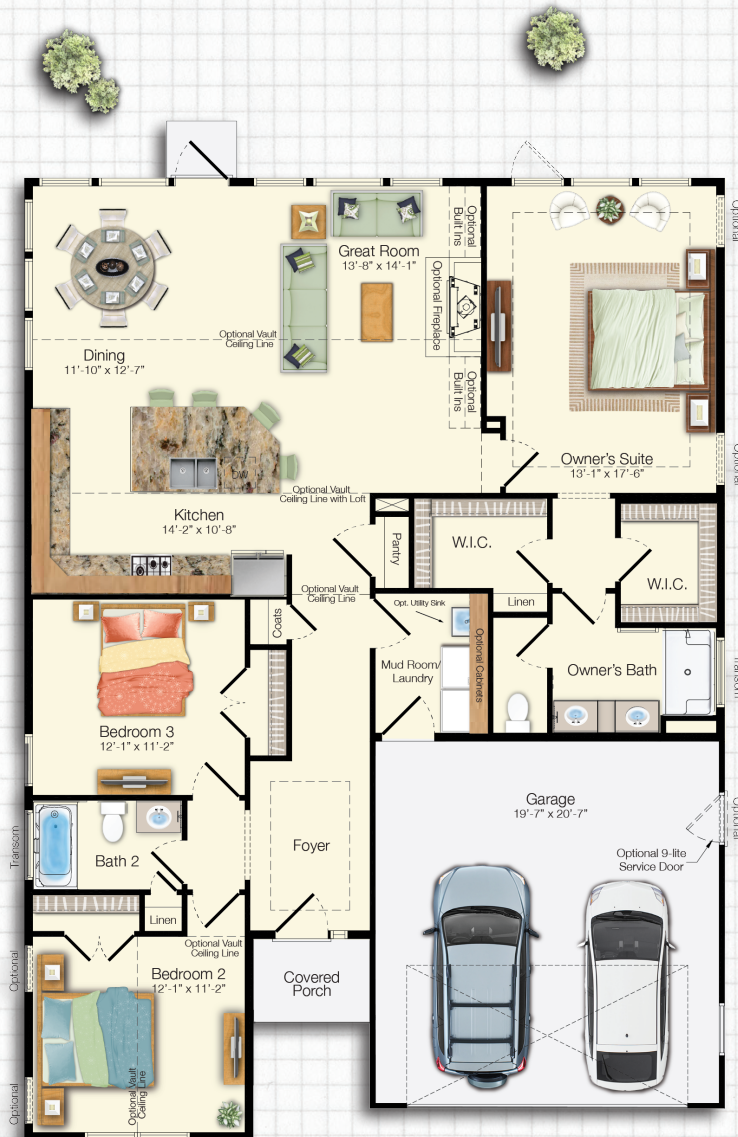 Optional
Optional
Built Ins
Great Room
13'-8" x 14'-1"
Optional Fireplace
Optional Vault
Ceiling Line
Dining
11'-10" x 12'-7"
Optional
Built Ins
Owner's Suite
13'-1" x 17'-6"
Optional
DW
Optional Vault
Ceiling Line with Loft
Kitchen
14'-2" x 10'-8"
Pantry
W.I.C.
W.I.C.
Optional Vault
Ceiling Line
Linen
Opt. Utility Sink
Coats
Optional Cabinets
Mud Room/
Laundry
Owner's Bath
Transom
Bedroom 3
12'-1" x 11'-2"
Garage
19'-7" x 20'-7"
Optional
Transom
Foyer
Bath 2
Optional 9-lite
Service Door
Linen
Optional Vault
Ceiling Line
Optional
Bedroom 2
12'-1" x 11'-2"
Covered
Porch
Optional
Optional Vault
Ceiling Line